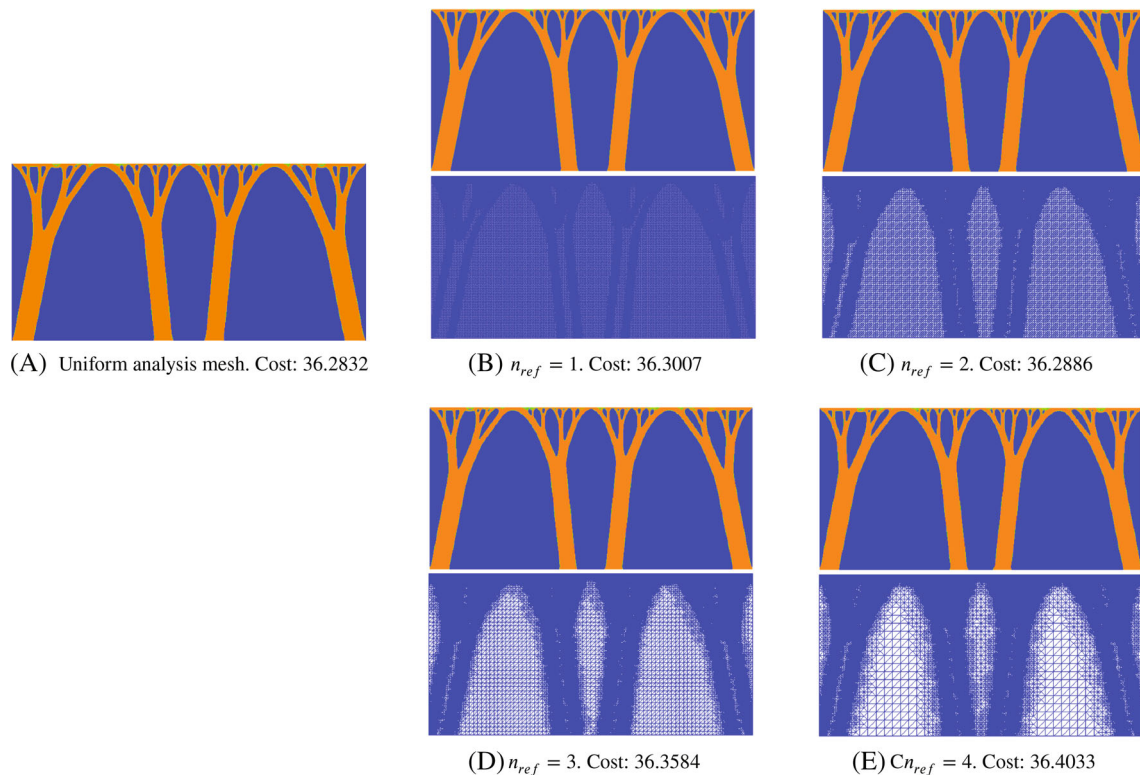 (A) Uniform analysis mesh. Cost: 36.2832
(B) n_ref = 1. Cost: 36.3007
(C) n_ref = 2. Cost: 36.2886
(D) n_ref = 3. Cost: 36.3584
(E) Cn_ref = 4. Cost: 36.4033